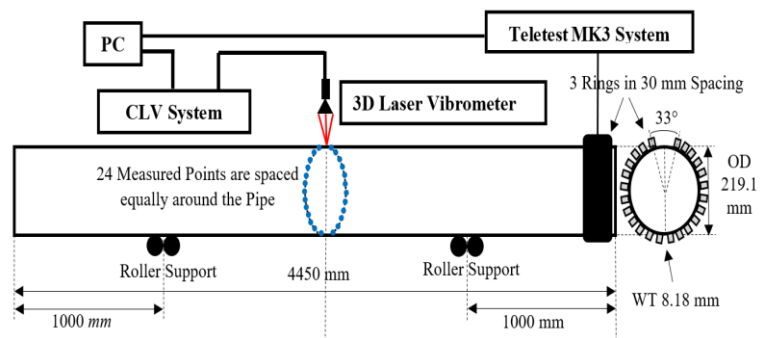 PC
Teletest MK3 System
3 Rings in 30 mm Spacing
CLV System
3D Laser Vibrometer
33°
24 Measured Points are spaced
equally around the Pipe
OD
219.1
mm
Roller Support
4450 mm
Roller Support
WT 8.18 mm
1000 mm
1000 mm